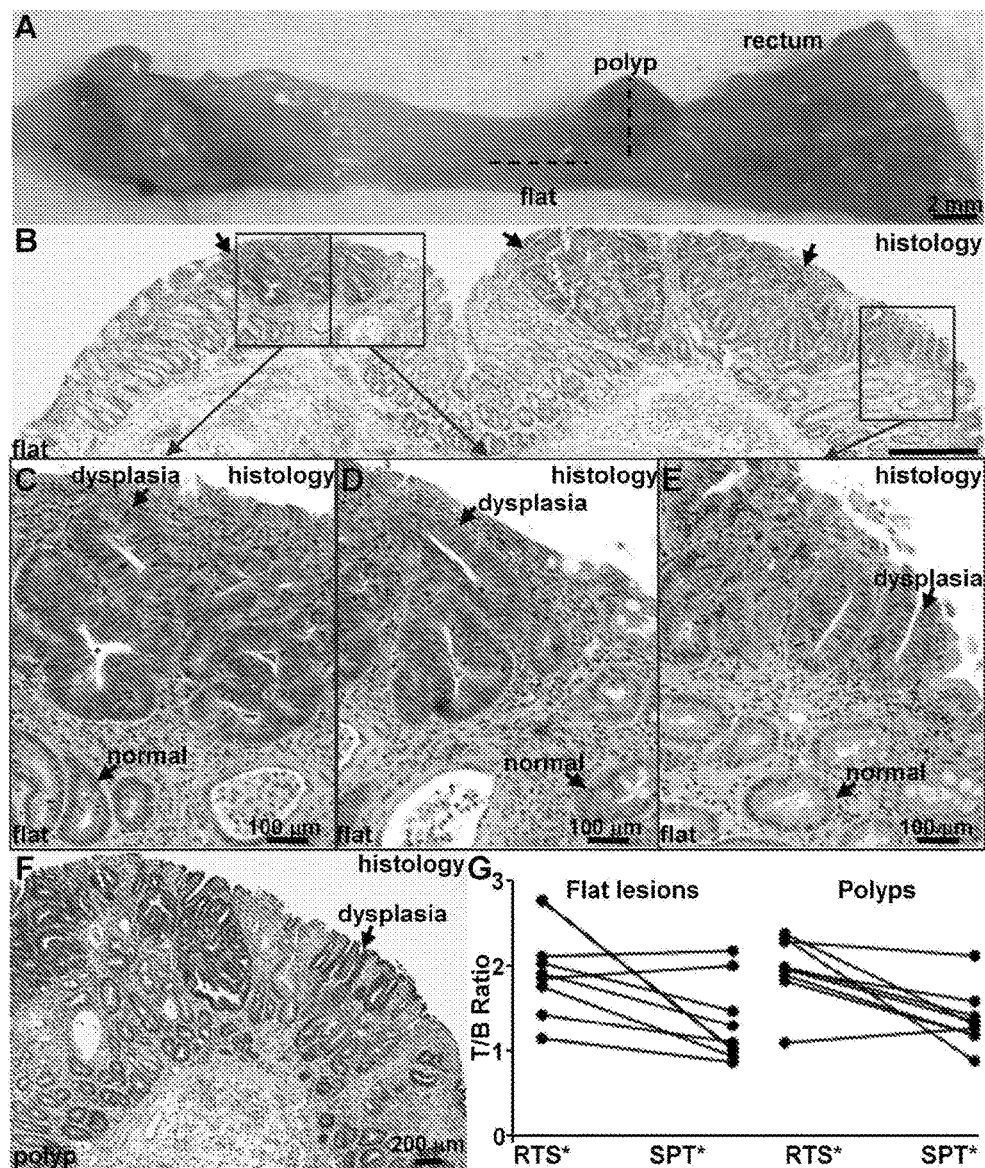 A
rectum
polyp
flat
2 mm
B
histology
flat
C
dysplasia
histology
normal
flat
100 μm
D
histology
dysplasia
normal
flat
100 μm
E
histology
dysplasia
normal
flat
100 μm
F
histology
dysplasia
polyp
200 μm
G
Flat lesions
Polyps
T/B Ratio
3
2
1
0
RTS* SPT* RTS* SPT*